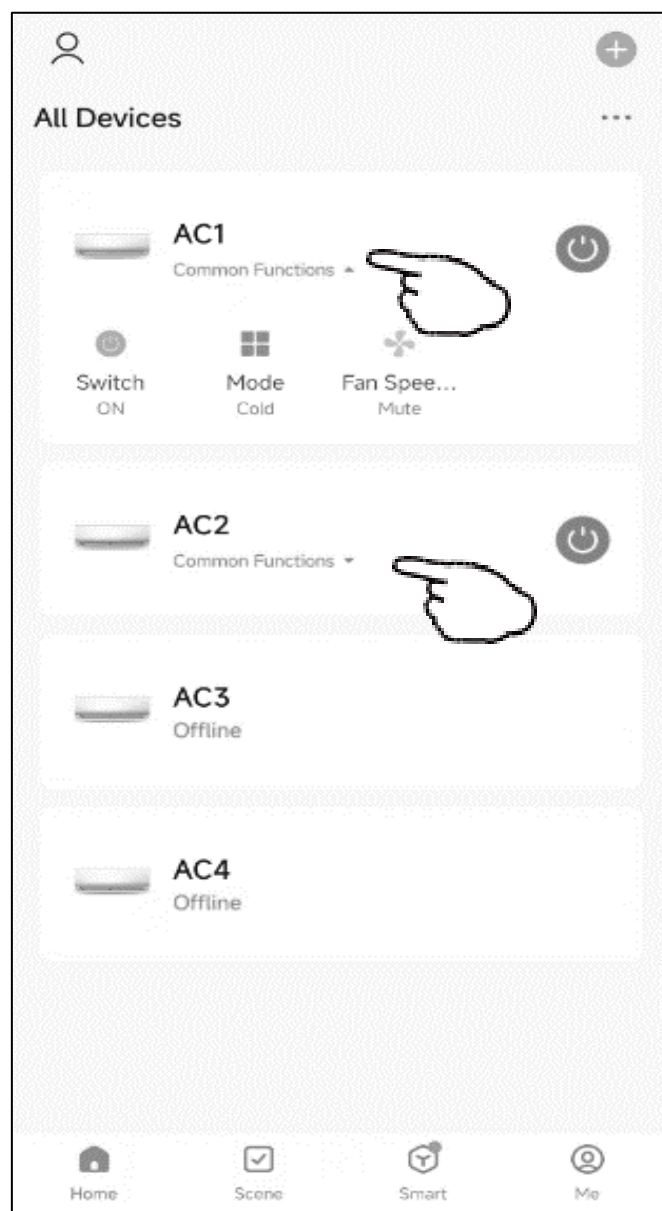 All Devices
AC1
Common Functions
Switch Mode Fan Spee...
ON Cold Mute
AC2
Common Functions
AC3
Offline
AC4
Offline
Home Scene Smart Me